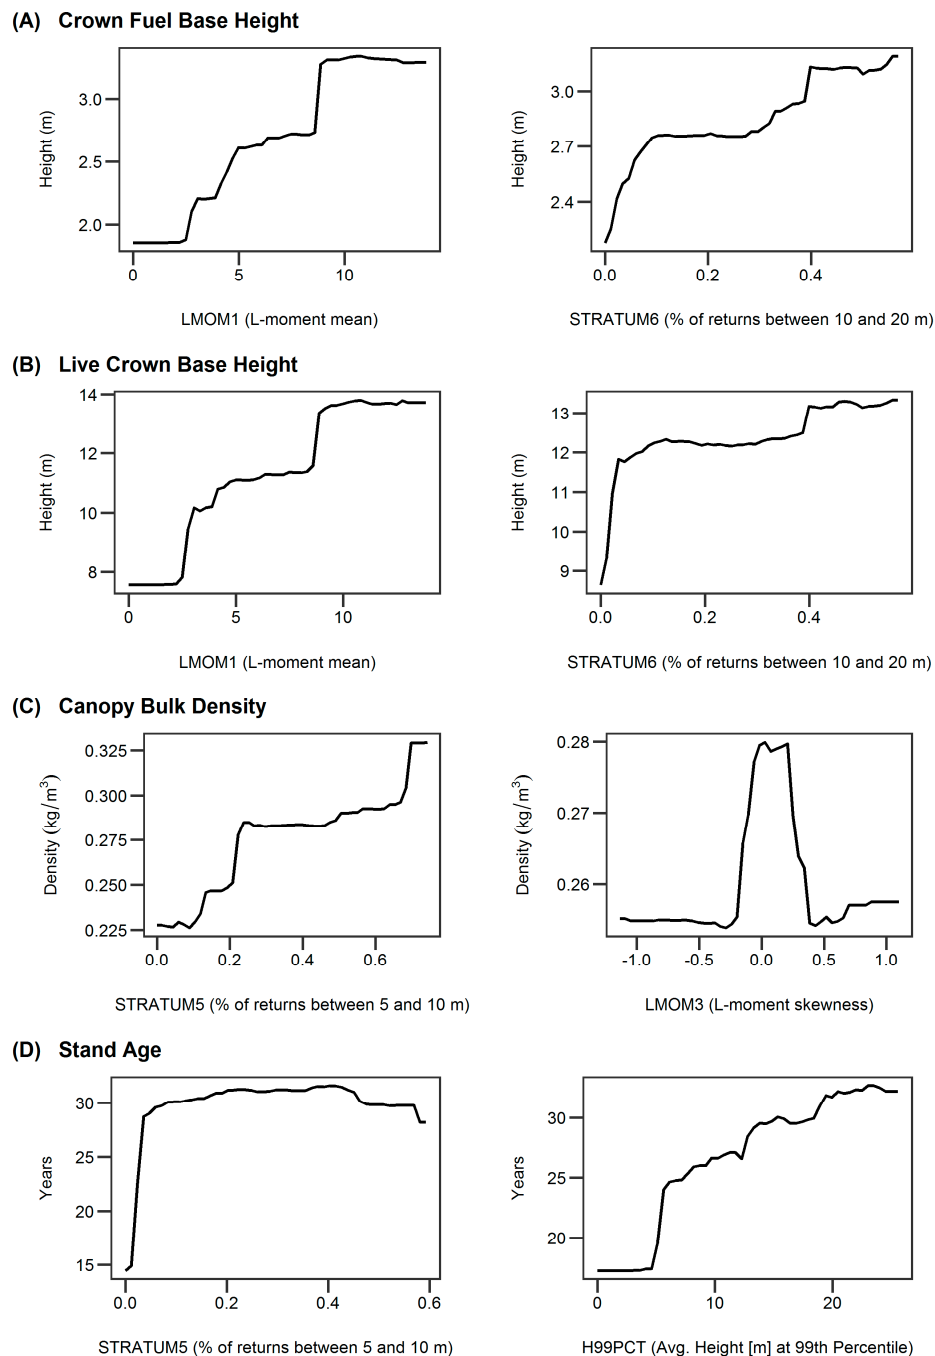 (A) Crown Fuel Base Height
Height (m)
3.0
2.5
2.0
0 5 10
LMOM1 (L-moment mean)
Height (m)
3.0
2.7
2.4
0.0 0.2 0.4
STRATUM6 (% of returns between 10 and 20 m)
(B) Live Crown Base Height
Height (m)
14
12
10
8
0 5 10
LMOM1 (L-moment mean)
Height (m)
13
12
11
10
9
0.0 0.2 0.4
STRATUM6 (% of returns between 10 and 20 m)
(C) Canopy Bulk Density
Density (kg/m³)
0.325
0.300
0.275
0.250
0.225
0.0 0.2 0.4 0.6
STRATUM5 (% of returns between 5 and 10 m)
Density (kg/m³)
0.28
0.27
0.26
-1.0 -0.5 0.0 0.5 1.0
LMOM3 (L-moment skewness)
(D) Stand Age
Years
30
25
20
15
0.0 0.2 0.4 0.6
STRATUM5 (% of returns between 5 and 10 m)
Years
30
25
20
0 10 20
H99PCT (Avg. Height [m] at 99th Percentile)